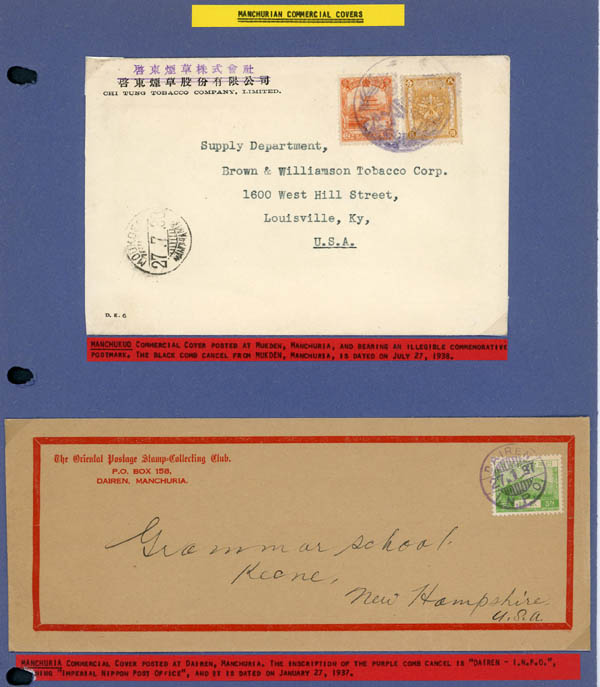 MANCHURIAN COMMERCIAL COVERS
啓東煙草株式會社
啓東煙草股份有限公司
CHI TUNG TOBACCO COMPANY, LIMITED.
Supply Department,
Brown & Williamson Tobacco Corp.
1600 West Hill Street,
Louisville, Ky,
U.S.A.
27.7
D. E. 6
MANCHUKUO COMMERCIAL COVER POSTED AT MUKDEN, MANCHURIA, AND BEARING AN ILLEGIBLE COMMEMORATIVE
POSTMARK. THE BLACK COMB CANCEL FROM MUKDEN, MANCHURIA, IS DATED ON JULY 27, 1938.
The Oriental Postage Stamp-Collecting Club.
P.O. BOX 158,
DAIREN, MANCHURIA.
DAIREN
27.1.37
I.N.P.O.
Grammar school.
Keene,
New Hampshire.
U.S.A
MANCHURIA COMMERCIAL COVER POSTED AT DAIREN, MANCHURIA. THE INSCRIPTION OF THE PURPLE COMB CANCEL IS "DAIREN - I.N.P.O.",
"IMPERIAL NIPPON POST OFFICE", AND IT IS DATED ON JANUARY 27, 1937.